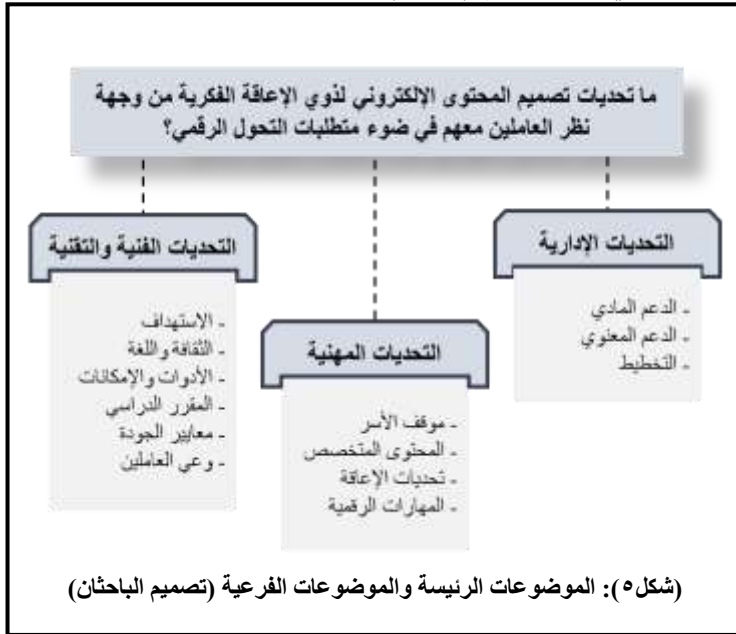 ما تحديات تصميم المحتوى الإلكتروني لذوي الإعاقة الفكرية من وجهة
نظر العاملين معهم في ضوء متطلبات التحول الرقمي؟
التحديات الإدارية
- الدعم المادي
- الدعم المعنوي
- التخطيط
التحديات المهنية
- موقف الأسر
- المحتوى المتخصص
- تحديات الإعاقة
- المهارات الرقمية
التحديات الفنية والتقنية
- الاستهداف
- الثقافة واللغة
- الأدوات والإمكانات
- المقرر الدراسي
- معايير الجودة
- وعي العاملين
(شكل٥): الموضوعات الرئيسة والموضوعات الفرعية (تصميم الباحثان)